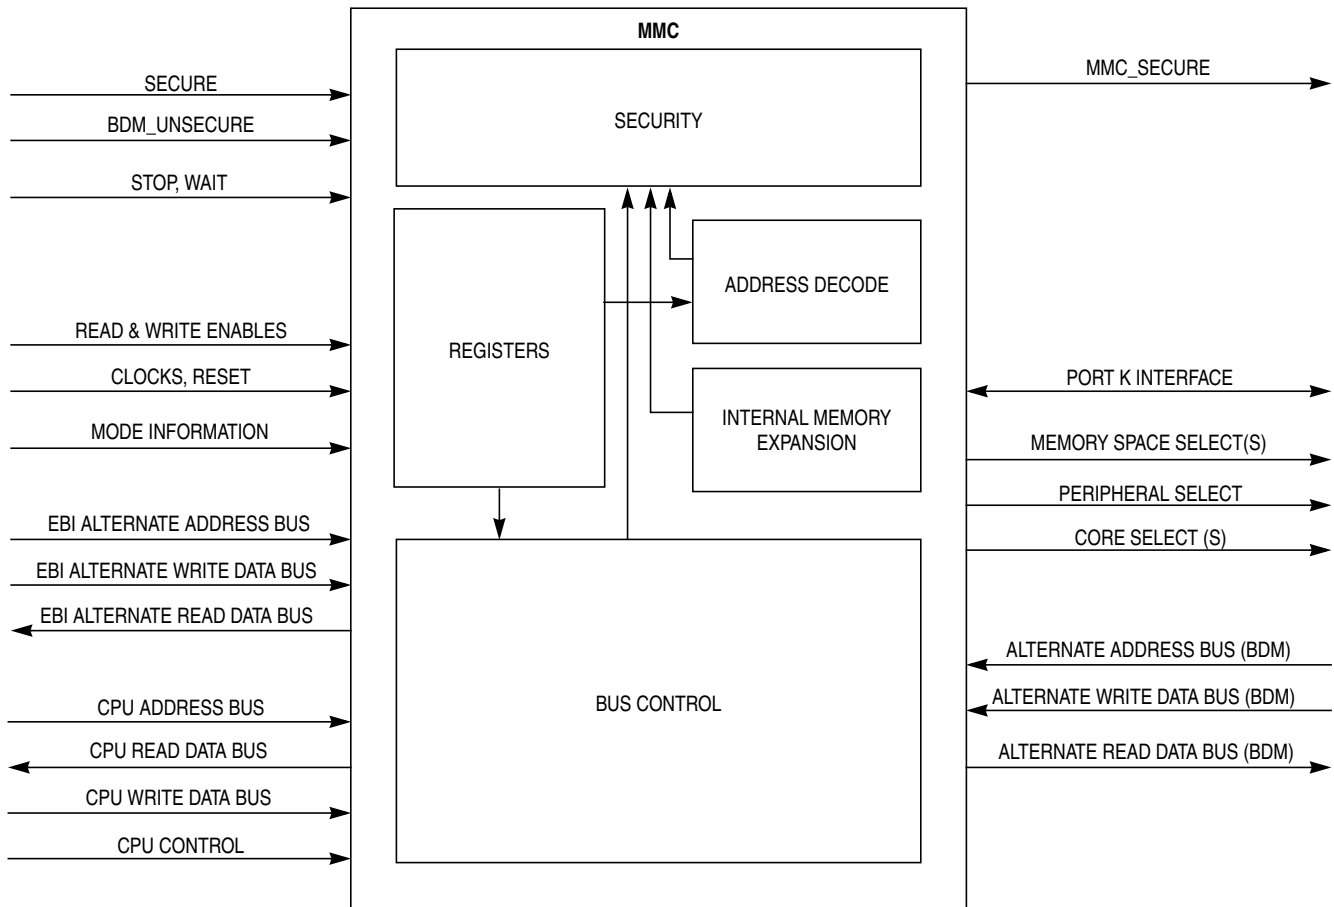 MMC
SECURE
BDM_UNSECURE
STOP, WAIT
READ & WRITE ENABLES
CLOCKS, RESET
MODE INFORMATION
EBI ALTERNATE ADDRESS BUS
EBI ALTERNATE WRITE DATA BUS
EBI ALTERNATE READ DATA BUS
CPU ADDRESS BUS
CPU READ DATA BUS
CPU WRITE DATA BUS
CPU CONTROL
SECURITY
REGISTERS
ADDRESS DECODE
INTERNAL MEMORY
EXPANSION
BUS CONTROL
MMC_SECURE
PORT K INTERFACE
MEMORY SPACE SELECT(S)
PERIPHERAL SELECT
CORE SELECT (S)
ALTERNATE ADDRESS BUS (BDM)
ALTERNATE WRITE DATA BUS (BDM)
ALTERNATE READ DATA BUS (BDM)